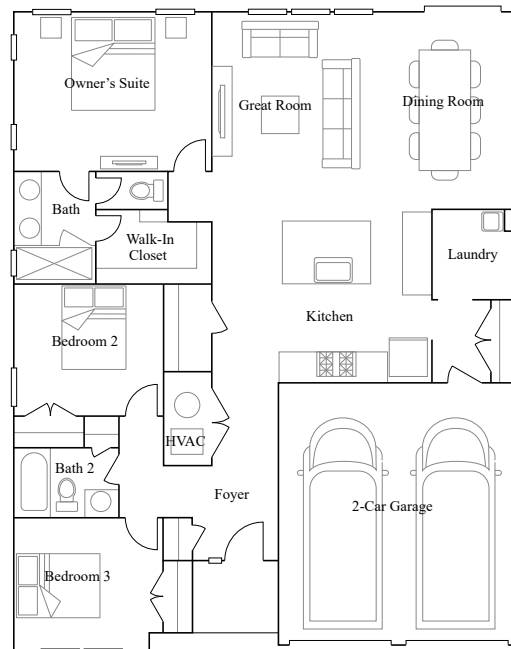 Owner's Suite
Great Room
Dining Room
Bath
Walk-In
Closet
Laundry
Kitchen
Bedroom 2
HVAC
Bath 2
Foyer
2-Car Garage
Bedroom 3